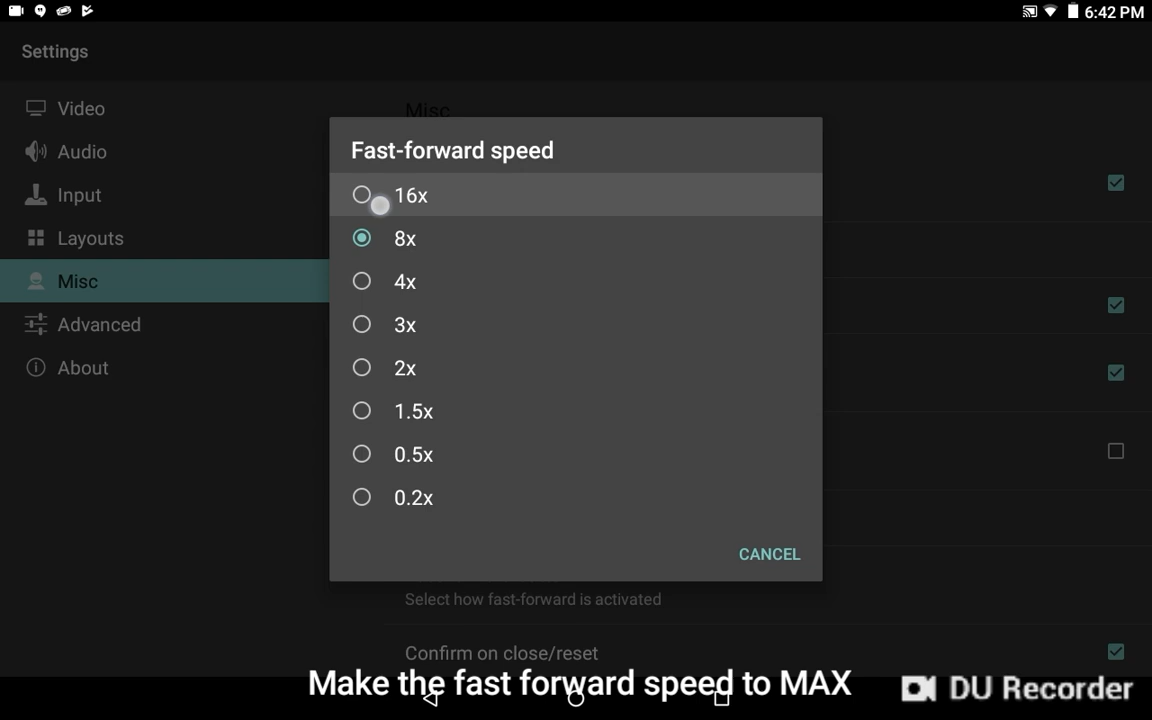 6:42 PM
Settings
Video
Audio
Input
Layouts
Misc
Advanced
About
Misc
Fast-forward speed
16x
8x
4x
3x
2x
1.5x
0.5x
0.2x
CANCEL
Select how fast-forward is activated
Confirm on close/reset
Make the fast forward speed to MAX
DU Recorder